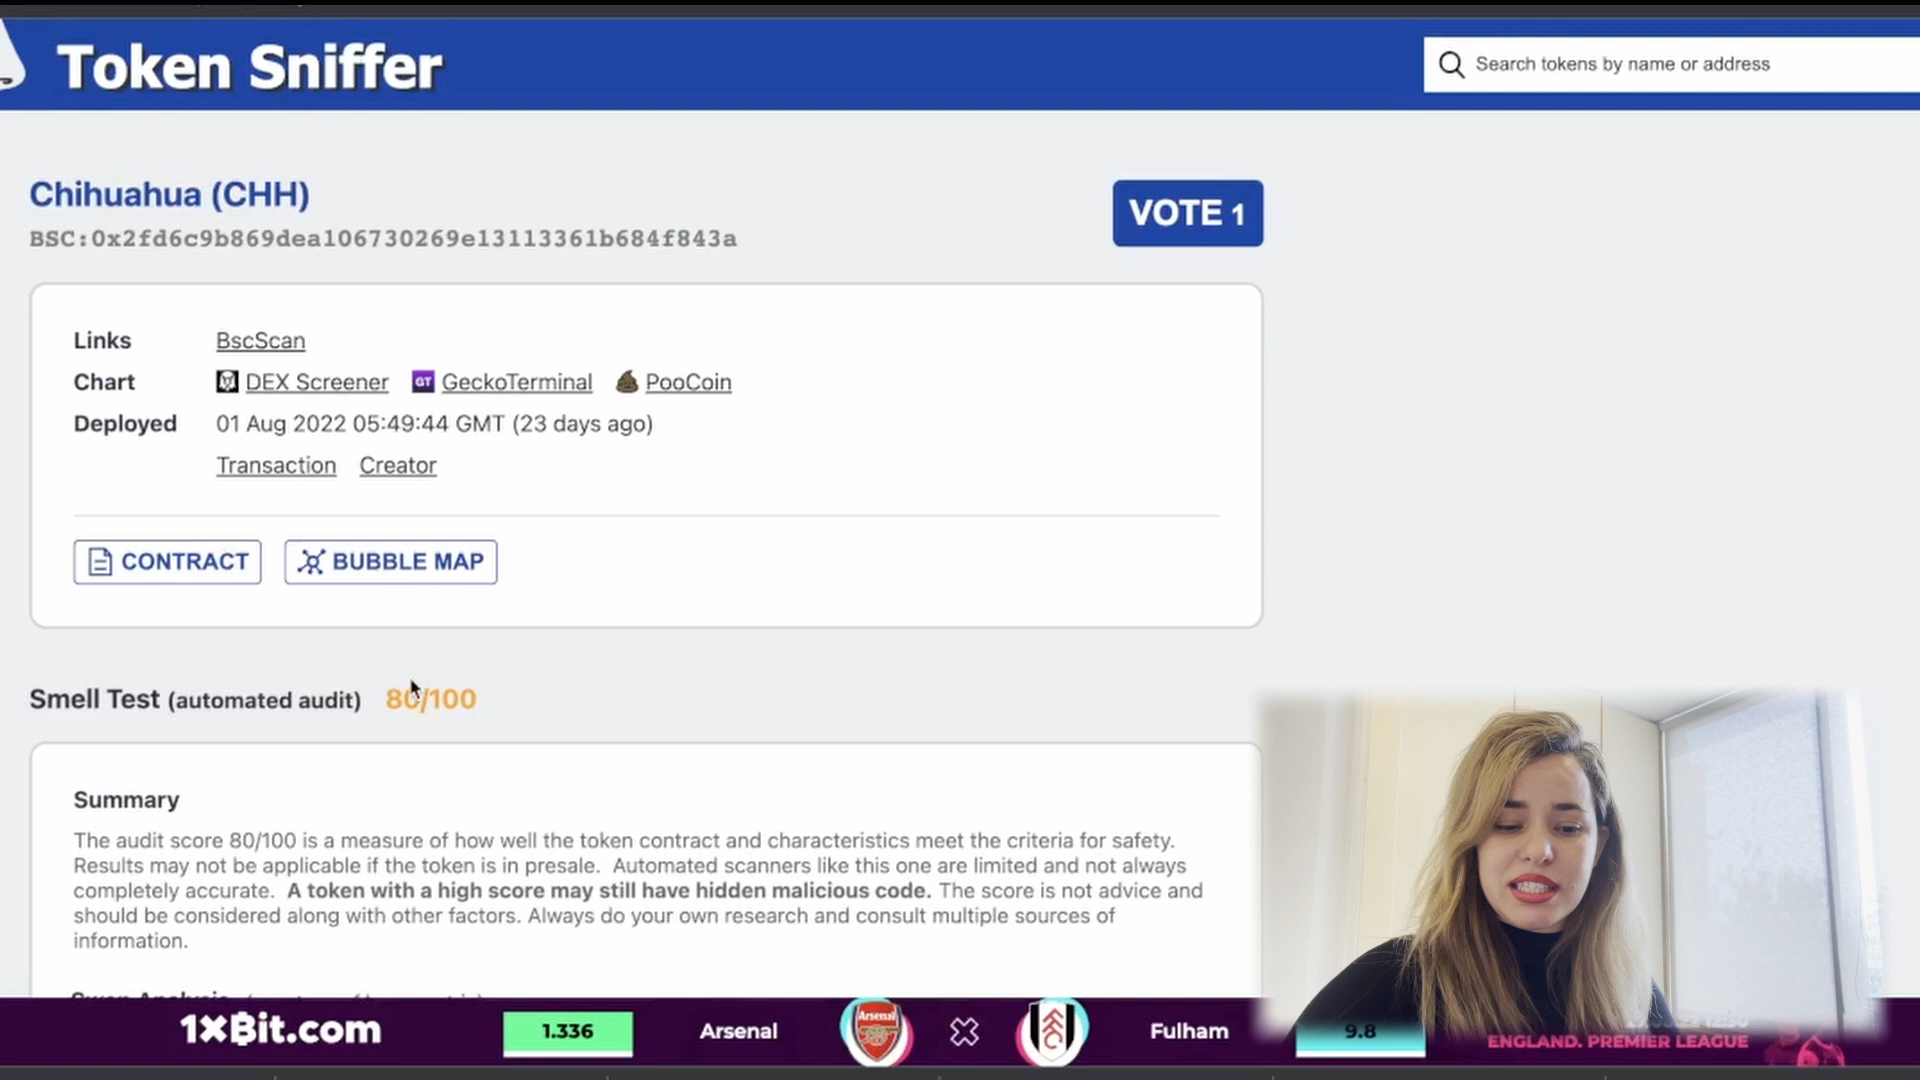 Token Sniffer
Search tokens by name or address
Chihuahua (CHH)
BSC:0x2fd6c9b869dea106730269e13113361b684f843a
VOTE 1
Links BscScan
Chart DEX Screener GT GeckoTerminal PooCoin
Deployed 01 Aug 2022 05:49:44 GMT (23 days ago)
Transaction Creator
CONTRACT BUBBLE MAP
Smell Test (automated audit) 80/100
Summary
The audit score 80/100 is a measure of how well the token contract and characteristics meet the criteria for safety.
Results may not be applicable if the token is in presale. Automated scanners like this one are limited and not always
completely accurate. A token with a high score may still have hidden malicious code. The score is not advice and
should be considered along with other factors. Always do your own research and consult multiple sources of
information.
1×₿it.com 1.336 Arsenal Arsenal Fulham 9.8
ENGLAND. PREMIER LEAGUE